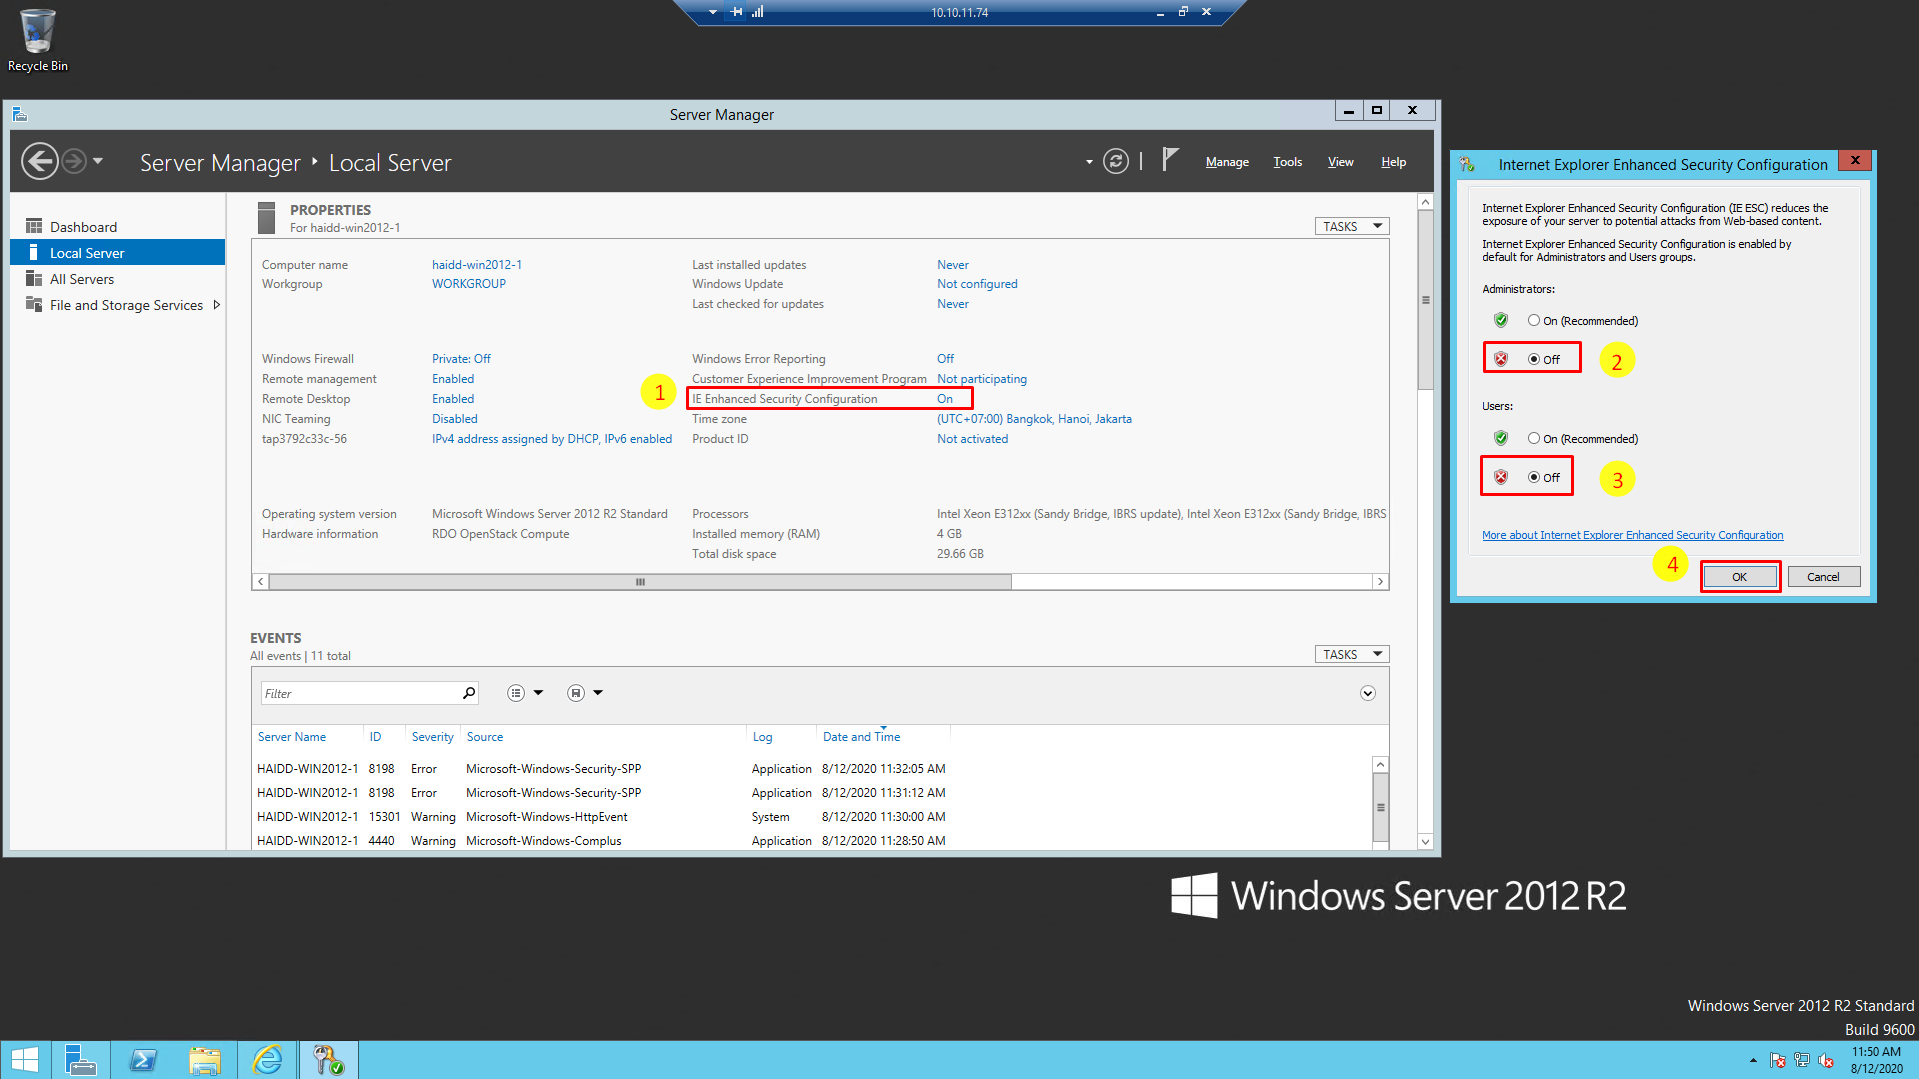 10.10.11.74
Recycle Bin
Server Manager
Server Manager ‣ Local Server
Manage Tools View Help
Dashboard
Local Server
All Servers
File and Storage Services
PROPERTIES
For haidd-win2012-1
TASKS
Computer name haidd-win2012-1 Last installed updates Never
Workgroup WORKGROUP Windows Update Not configured
Last checked for updates Never
Windows Firewall Private: Off Windows Error Reporting Off
Remote management Enabled Customer Experience Improvement Program Not participating
1
Remote Desktop Enabled IE Enhanced Security Configuration On
NIC Teaming Disabled Time zone (UTC+07:00) Bangkok, Hanoi, Jakarta
tap3792c33c-56 IPv4 address assigned by DHCP, IPv6 enabled Product ID Not activated
Operating system version Microsoft Windows Server 2012 R2 Standard Processors Intel Xeon E312xx (Sandy Bridge, IBRS update), Intel Xeon E312xx (Sandy Bridge, IBRS
Hardware information RDO OpenStack Compute Installed memory (RAM) 4 GB
Total disk space 29.66 GB
EVENTS
All events | 11 total
TASKS
Filter
Server Name ID Severity Source Log Date and Time
HAIDD-WIN2012-1 8198 Error Microsoft-Windows-Security-SPP Application 8/12/2020 11:32:05 AM
HAIDD-WIN2012-1 8198 Error Microsoft-Windows-Security-SPP Application 8/12/2020 11:31:12 AM
HAIDD-WIN2012-1 15301 Warning Microsoft-Windows-HttpEvent System 8/12/2020 11:30:00 AM
HAIDD-WIN2012-1 4440 Warning Microsoft-Windows-Complus Application 8/12/2020 11:28:50 AM
Internet Explorer Enhanced Security Configuration
Internet Explorer Enhanced Security Configuration (IE ESC) reduces the
exposure of your server to potential attacks from Web-based content.
Internet Explorer Enhanced Security Configuration is enabled by
default for Administrators and Users groups.
Administrators:
On (Recommended)
Off
2
Users:
On (Recommended)
Off
3
More about Internet Explorer Enhanced Security Configuration
4
OK Cancel
Windows Server 2012 R2
Windows Server 2012 R2 Standard
Build 9600
11:50 AM
8/12/2020